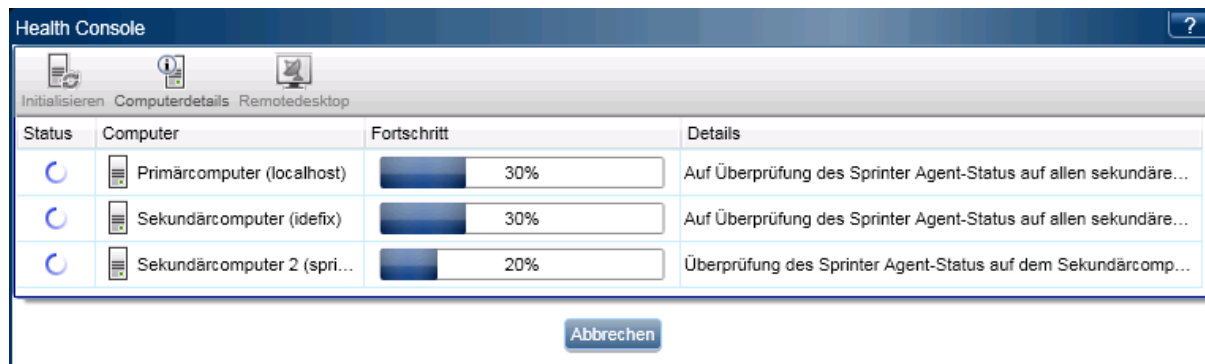 Health Console
?
Initialisieren Computerdetails Remotedesktop
Status Computer Fortschritt Details
Primärcomputer (localhost) 30% Auf Überprüfung des Sprinter Agent-Status auf allen sekundäre...
Sekundärcomputer (idefix) 30% Auf Überprüfung des Sprinter Agent-Status auf allen sekundäre...
Sekundärcomputer 2 (spri... 20% Überprüfung des Sprinter Agent-Status auf dem Sekundärcomp...
Abbrechen